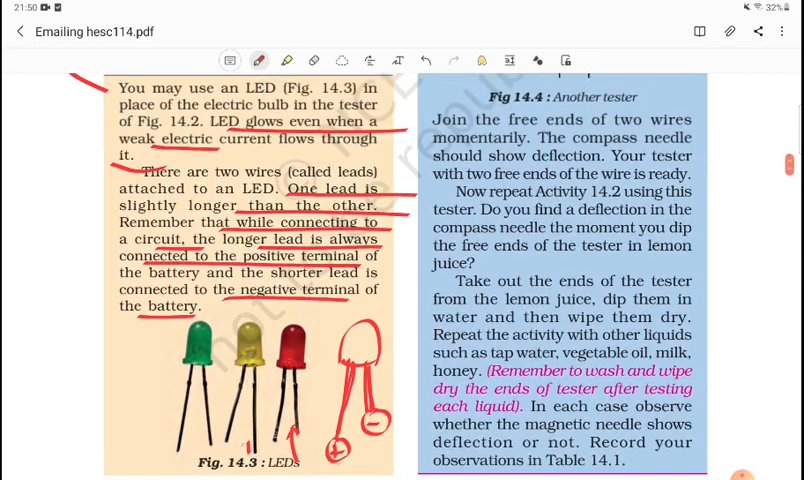 21:50
32%
Emailing hesc114.pdf
You may use an LED (Fig. 14.3) in
place of the electric bulb in the tester
of Fig. 14.2. LED glows even when a
weak electric current flows through
it.
There are two wires (called leads)
attached to an LED. One lead is
slightly longer than the other.
Remember that while connecting to
a circuit, the longer lead is always
connected to the positive terminal of
the battery and the shorter lead is
connected to the negative terminal of
the battery.
+
−
Fig. 14.3 : LEDs
Fig 14.4 : Another tester
Join the free ends of two wires
momentarily. The compass needle
should show deflection. Your tester
with two free ends of the wire is ready.
Now repeat Activity 14.2 using this
tester. Do you find a deflection in the
compass needle the moment you dip
the free ends of the tester in lemon
juice?
Take out the ends of the tester
from the lemon juice, dip them in
water and then wipe them dry.
Repeat the activity with other liquids
such as tap water, vegetable oil, milk,
honey. (Remember to wash and wipe
dry the ends of tester after testing
each liquid). In each case observe
whether the magnetic needle shows
deflection or not. Record your
observations in Table 14.1.